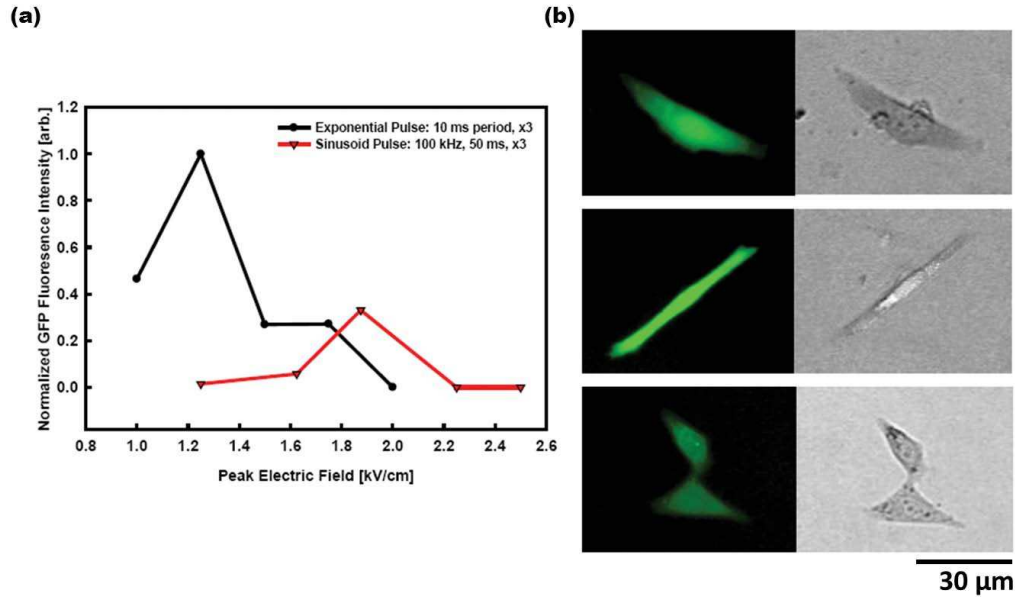 (a)
(b)
1.2
1.0
0.8
0.6
0.4
0.2
0.0
Normalized GFP Fluoresence Intensity [arb.]
Exponential Pulse: 10 ms period, x3
Sinusoid Pulse: 100 kHz, 50 ms, x3
0.8 1.0 1.2 1.4 1.6 1.8 2.0 2.2 2.4 2.6
Peak Electric Field [kV/cm]
30 µm